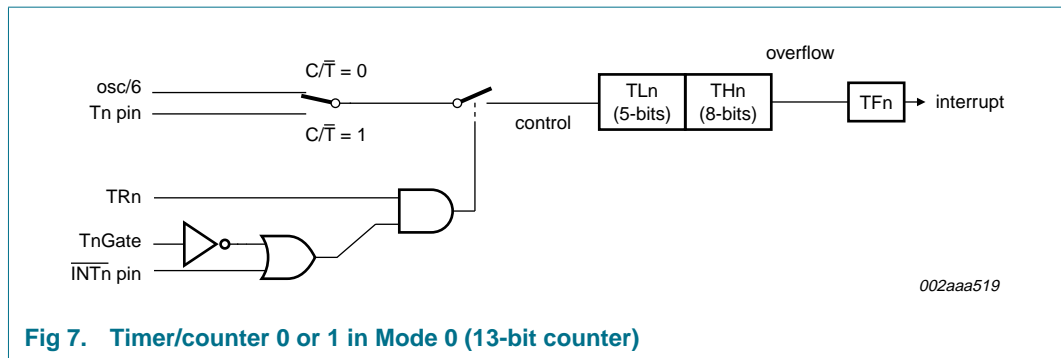 overflow
C/T̅ = 0
osc/6
Tn pin
C/T̅ = 1
control
TLn
(5-bits)
THn
(8-bits)
TFn
interrupt
TRn
TnGate
I̅N̅T̅n̅ pin
002aaa519
Fig 7. Timer/counter 0 or 1 in Mode 0 (13-bit counter)